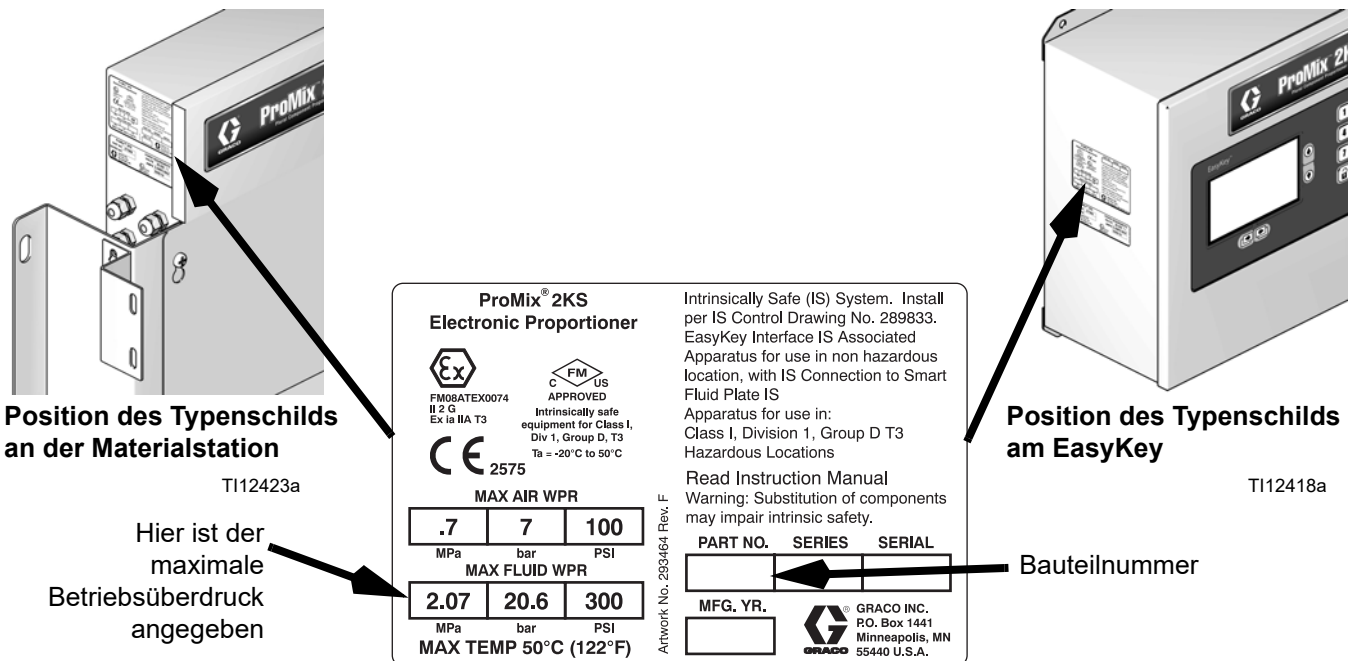 ProMix
GRACO
ProMix 2K
GRACO
EasyKey
Position des Typenschilds
an der Materialstation
TI12423a
Hier ist der
maximale
Betriebsüberdruck
angegeben
ProMix® 2KS
Electronic Proportioner
Ex
FM08ATEX0074
II 2 G
Ex ia IIA T3
CE 2575
C FM US
APPROVED
Intrinsically safe
equipment for Class I,
Div 1, Group D, T3
Ta = -20°C to 50°C
MAX AIR WPR
.7 7 100
MPa bar PSI
MAX FLUID WPR
2.07 20.6 300
MPa bar PSI
MAX TEMP 50°C (122°F)
Artwork No. 293464 Rev. F
Intrinsically Safe (IS) System. Install
per IS Control Drawing No. 289833.
EasyKey Interface IS Associated
Apparatus for use in non hazardous
location, with IS Connection to Smart
Fluid Plate IS
Apparatus for use in:
Class I, Division 1, Group D T3
Hazardous Locations
Read Instruction Manual
Warning: Substitution of components
may impair intrinsic safety.
PART NO. SERIES SERIAL
MFG. YR.
GRACO
®
GRACO INC.
P.O. Box 1441
Minneapolis, MN
55440 U.S.A.
Position des Typenschilds
am EasyKey
TI12418a
Bauteilnummer